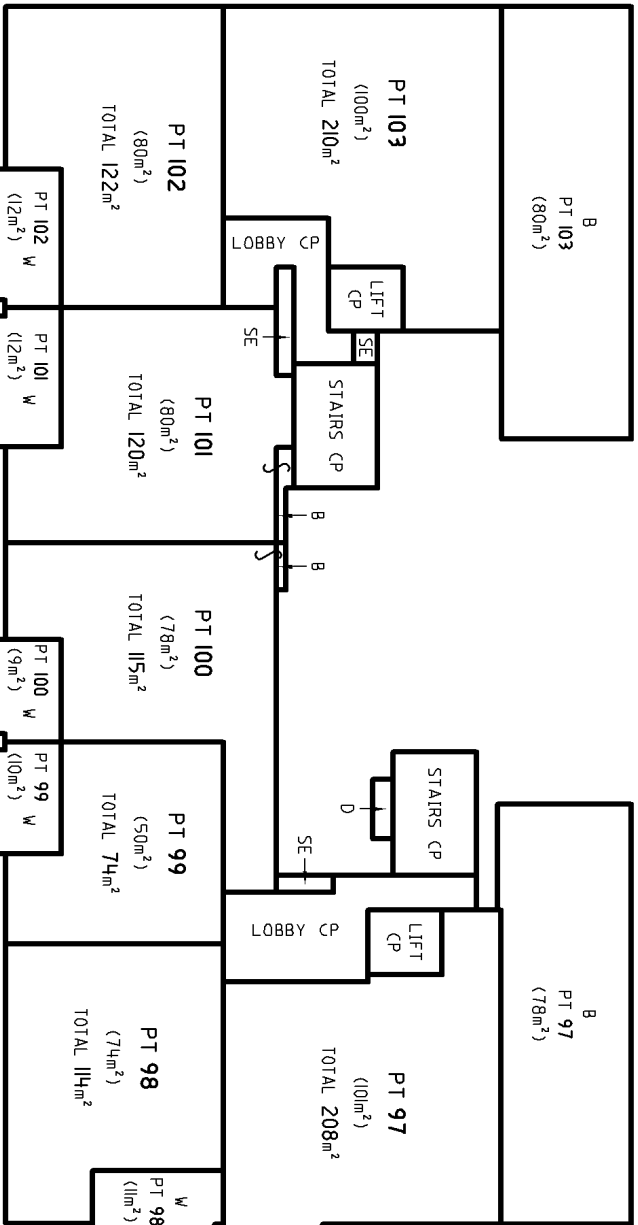 B
PT 103
(80m²)
PT 103
(100m²)
TOTAL 210m²
PT 102
(80m²)
TOTAL 122m²
PT 102 W
(12m²)
LOBBY CP
LIFT
CP
SE
SE
STAIRS CP
PT 101
(80m²)
TOTAL 120m²
PT 101 W
(12m²)
B
B
PT 100
(78m²)
TOTAL 115m²
PT 100 W
(9m²)
STAIRS CP
D
SE
PT 99
(50m²)
TOTAL 74m²
PT 99 W
(10m²)
LOBBY CP
LIFT
CP
B
PT 97
(78m²)
PT 97
(101m²)
TOTAL 208m²
PT 98
(74m²)
TOTAL 114m²
W
PT 98
(11m²)